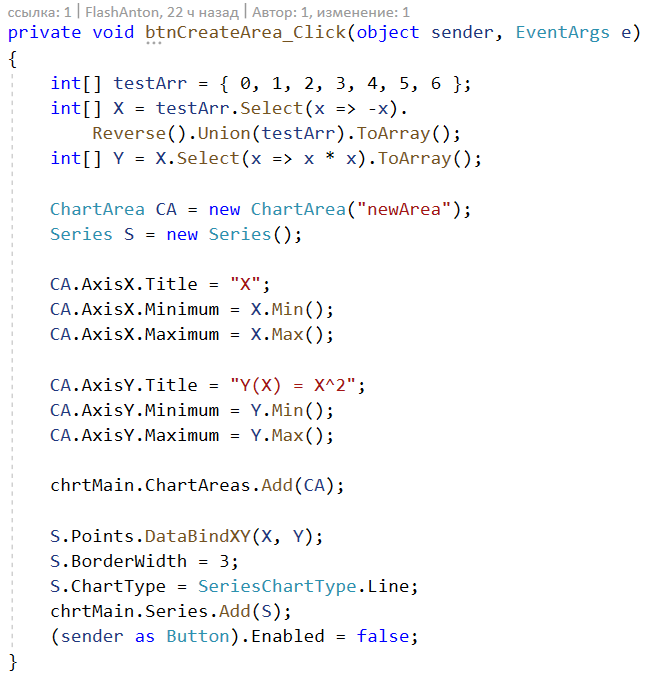 ссылка: 1 | FlashAnton, 22 ч назад | Автор: 1, изменение: 1
private void btnCreateArea_Click(object sender, EventArgs e)
{
    int[] testArr = { 0, 1, 2, 3, 4, 5, 6 };
    int[] X = testArr.Select(x => -x).
        Reverse().Union(testArr).ToArray();
    int[] Y = X.Select(x => x * x).ToArray();

    ChartArea CA = new ChartArea("newArea");
    Series S = new Series();

    CA.AxisX.Title = "X";
    CA.AxisX.Minimum = X.Min();
    CA.AxisX.Maximum = X.Max();

    CA.AxisY.Title = "Y(X) = X^2";
    CA.AxisY.Minimum = Y.Min();
    CA.AxisY.Maximum = Y.Max();

    chrtMain.ChartAreas.Add(CA);

    S.Points.DataBindXY(X, Y);
    S.BorderWidth = 3;
    S.ChartType = SeriesChartType.Line;
    chrtMain.Series.Add(S);
    (sender as Button).Enabled = false;
}